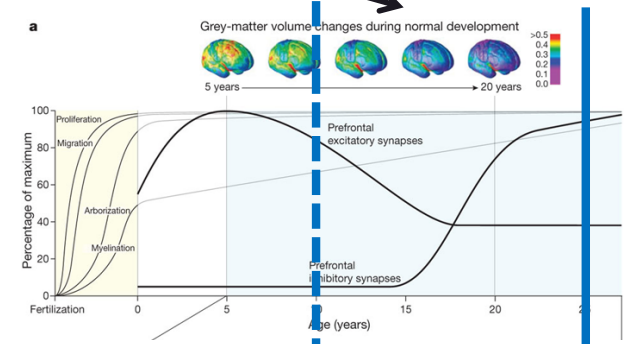 a
Grey-matter volume changes during normal development
>0.5
0.4
0.3
0.2
0.1
0.0
5 years
20 years
Percentage of maximum
100
80
60
40
20
0
Proliferation
Migration
Arborization
Myelination
Prefrontal
excitatory synapses
Prefrontal
inhibitory synapses
Fertilization
0
5
15
20
Age (years)